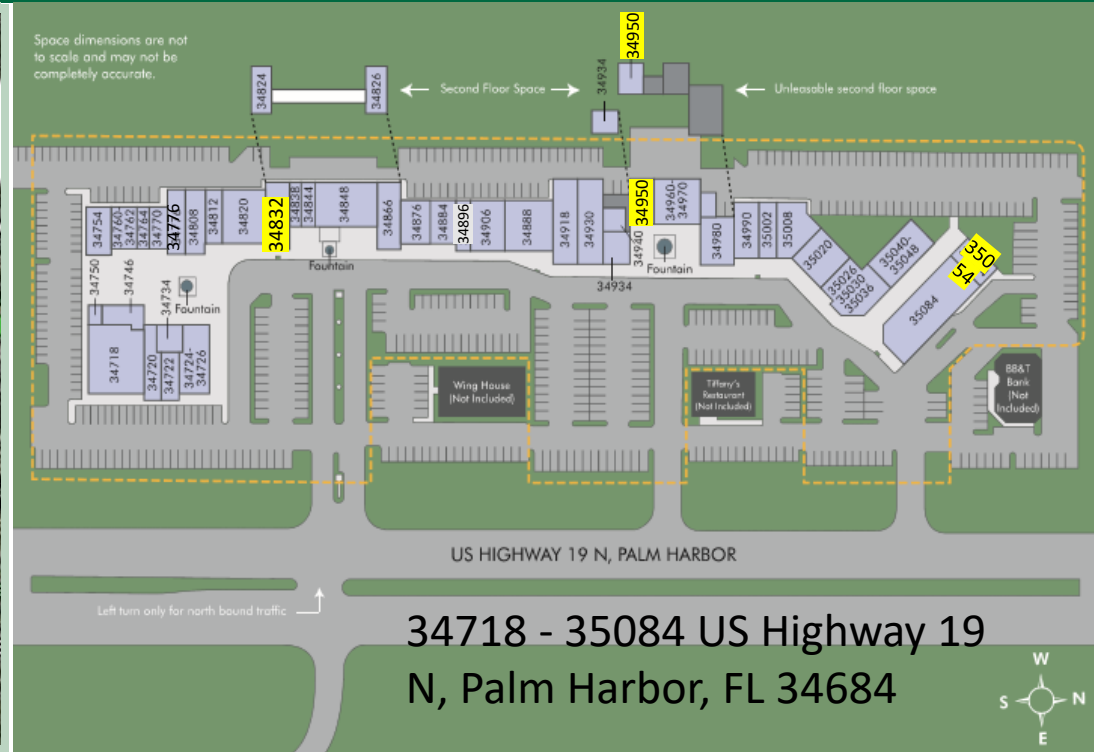 Space dimensions are not
to scale and may not be
completely accurate.
34824
34826
Second Floor Space
34934
34950
Unleasable second floor space
34754
34760-
34762
34764
34770
34776
34808
34812
34820
34832
34838
34844
34848
34866
34876
34884
34896
34906
34888
34918
34930
34940
34934
34950
34960-
34970
34980
34990
35002
35008
35020
35026
35030
35036
35040-
35048
350
54
35084
Fountain
Fountain
Fountain
34750
34746
34734
34718
34720
34722
34724-
34726
Wing House
(Not Included)
Tiffany's
Restaurant
(Not Included)
BB&T
Bank
(Not
Included)
US HIGHWAY 19 N, PALM HARBOR
Left turn only for north bound traffic
34718 - 35084 US Highway 19
N, Palm Harbor, FL 34684
W
S
N
E